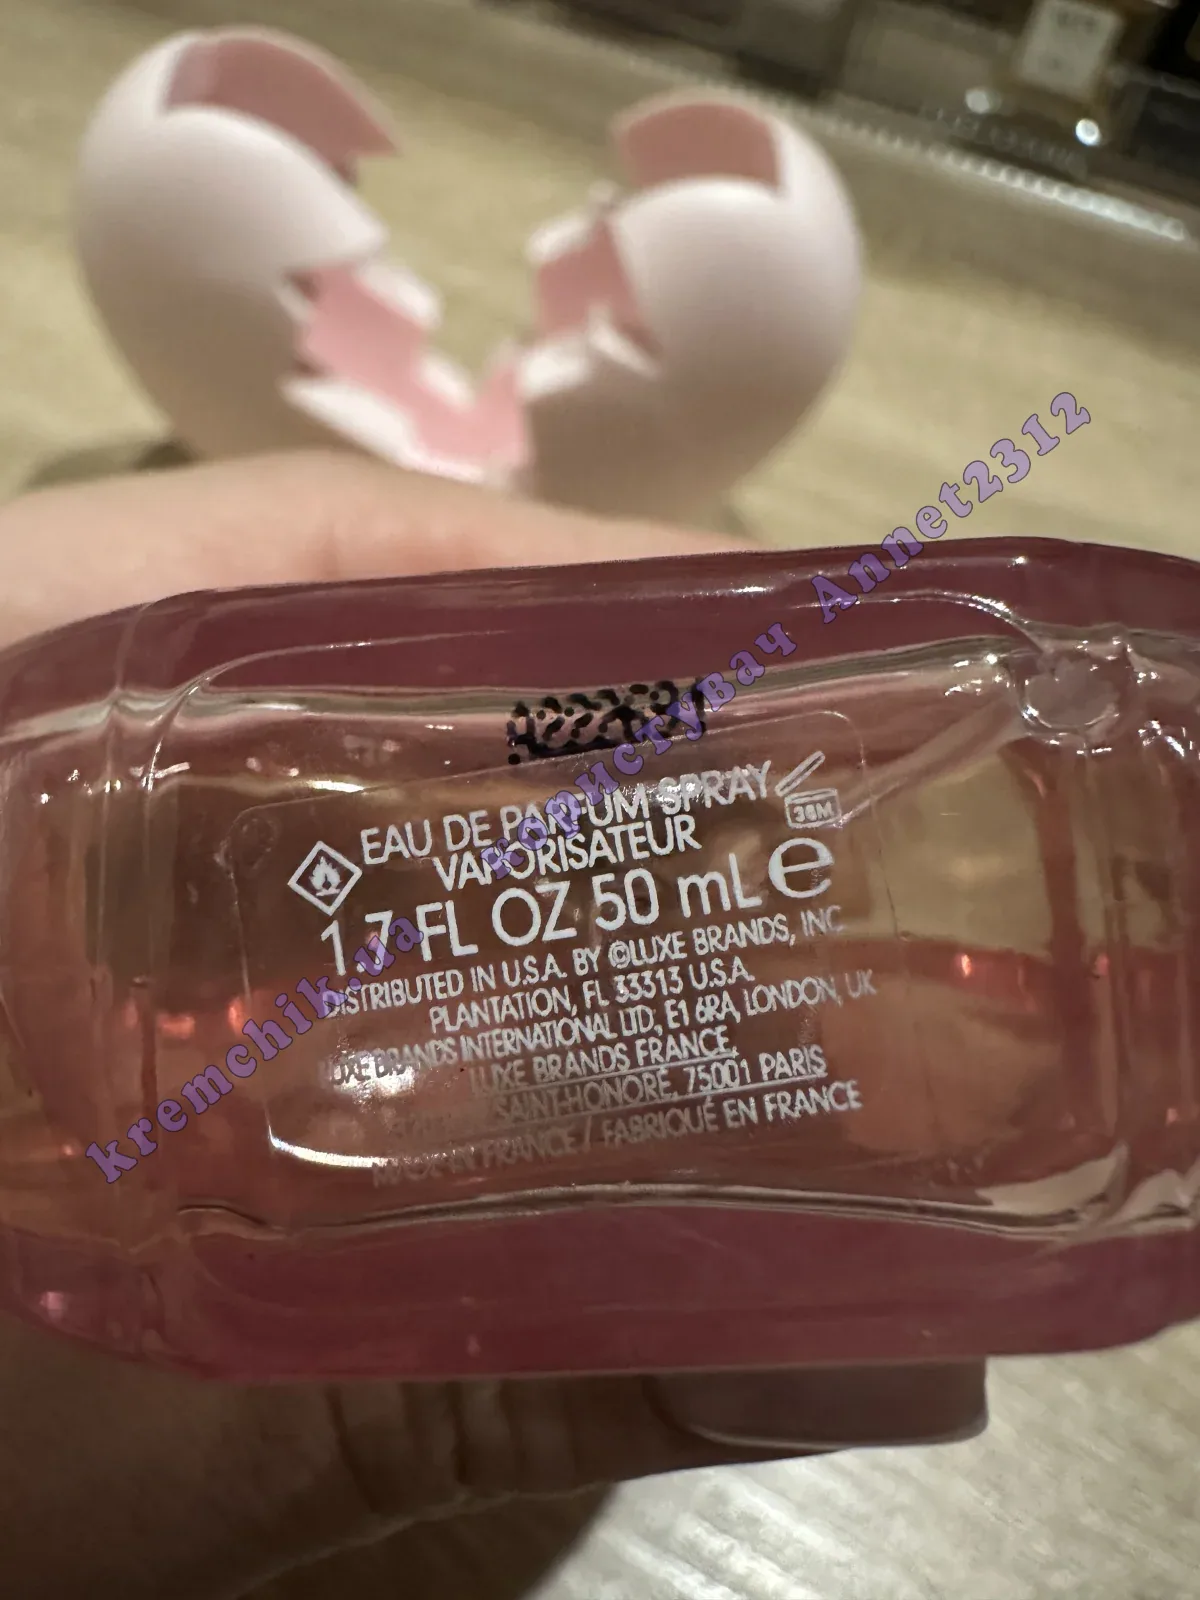 EAU DE PARFUM SPRAY
VAPORISATEUR
36M
1.7 FL OZ 50 mL e
DISTRIBUTED IN U.S.A. BY ©LUXE BRANDS, INC.
PLANTATION, FL 33313 U.S.A.
LUXE BRANDS INTERNATIONAL LTD, E1 6RA, LONDON, UK
LUXE BRANDS FRANCE,
SAINT-HONORÉ, 75001 PARIS
MADE IN FRANCE / FABRIQUÉ EN FRANCE
kremchik.ua користувач Annet2312